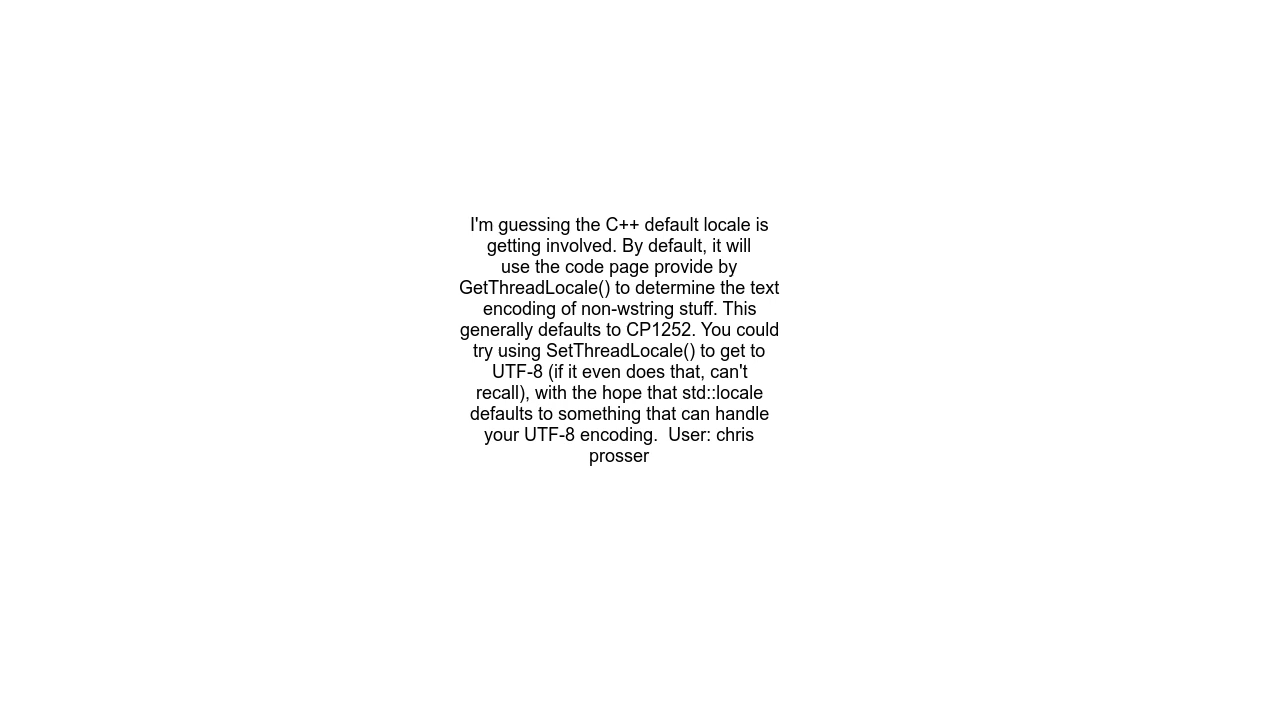 I'm guessing the C++ default locale is
getting involved. By default, it will
use the code page provide by
GetThreadLocale() to determine the text
encoding of non-wstring stuff. This
generally defaults to CP1252. You could
try using SetThreadLocale() to get to
UTF-8 (if it even does that, can't
recall), with the hope that std::locale
defaults to something that can handle
your UTF-8 encoding.  User: chris
prosser